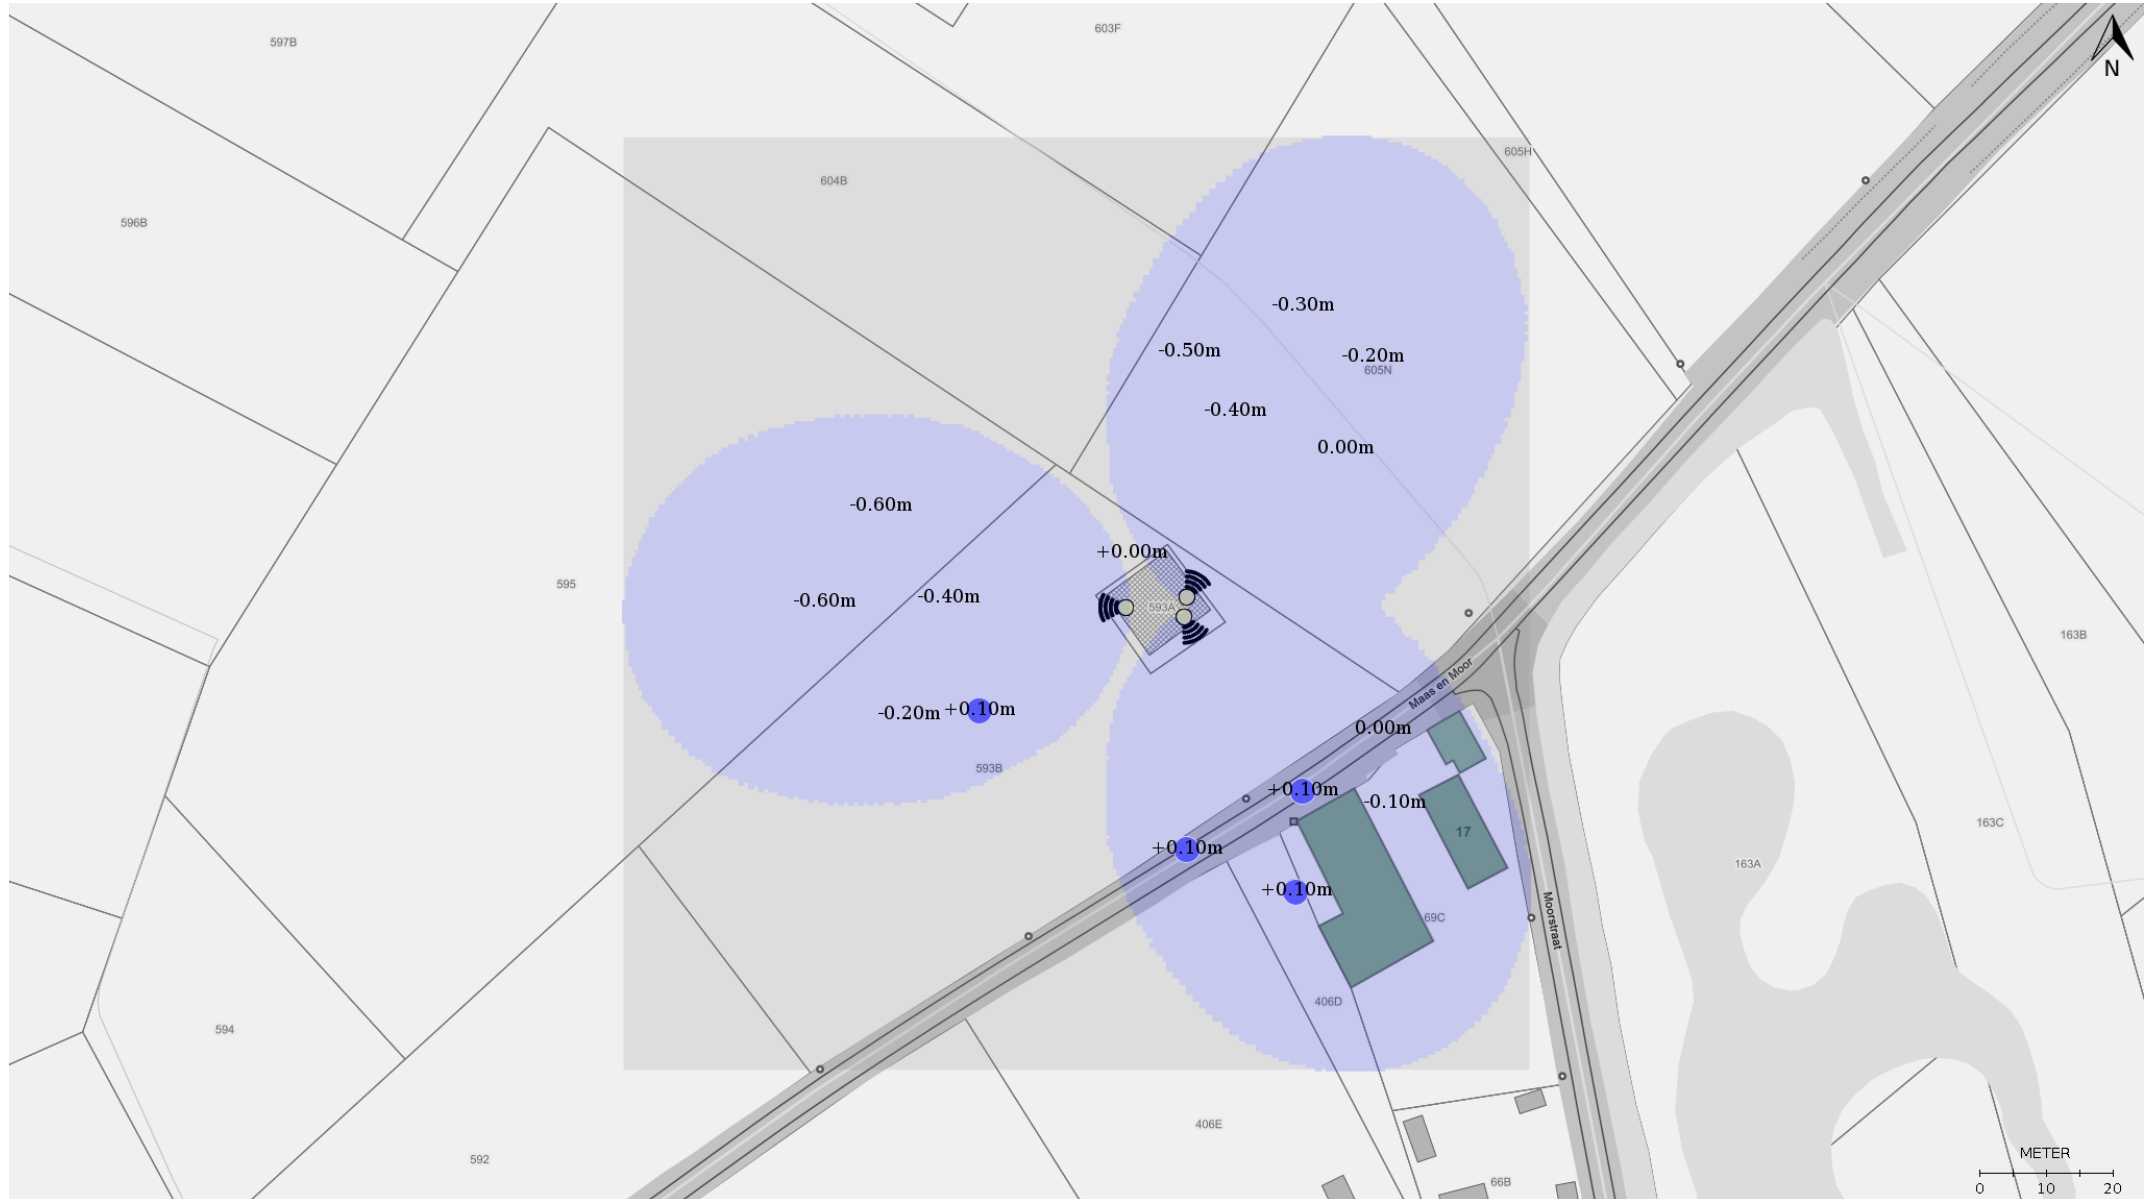 603F
597B
N
605H
604B
596B
-0.30m
-0.50m
-0.20m
605N
-0.40m
0.00m
-0.60m
+0.00m
595
-0.60m
-0.40m
593A
163B
Maas en Moor
-0.20m
+0.10m
0.00m
593B
+0.10m
-0.10m
163C
17
+0.10m
163A
+0.10m
69C
Moorstraat
406D
594
406E
METER
592
66B
0 10 20